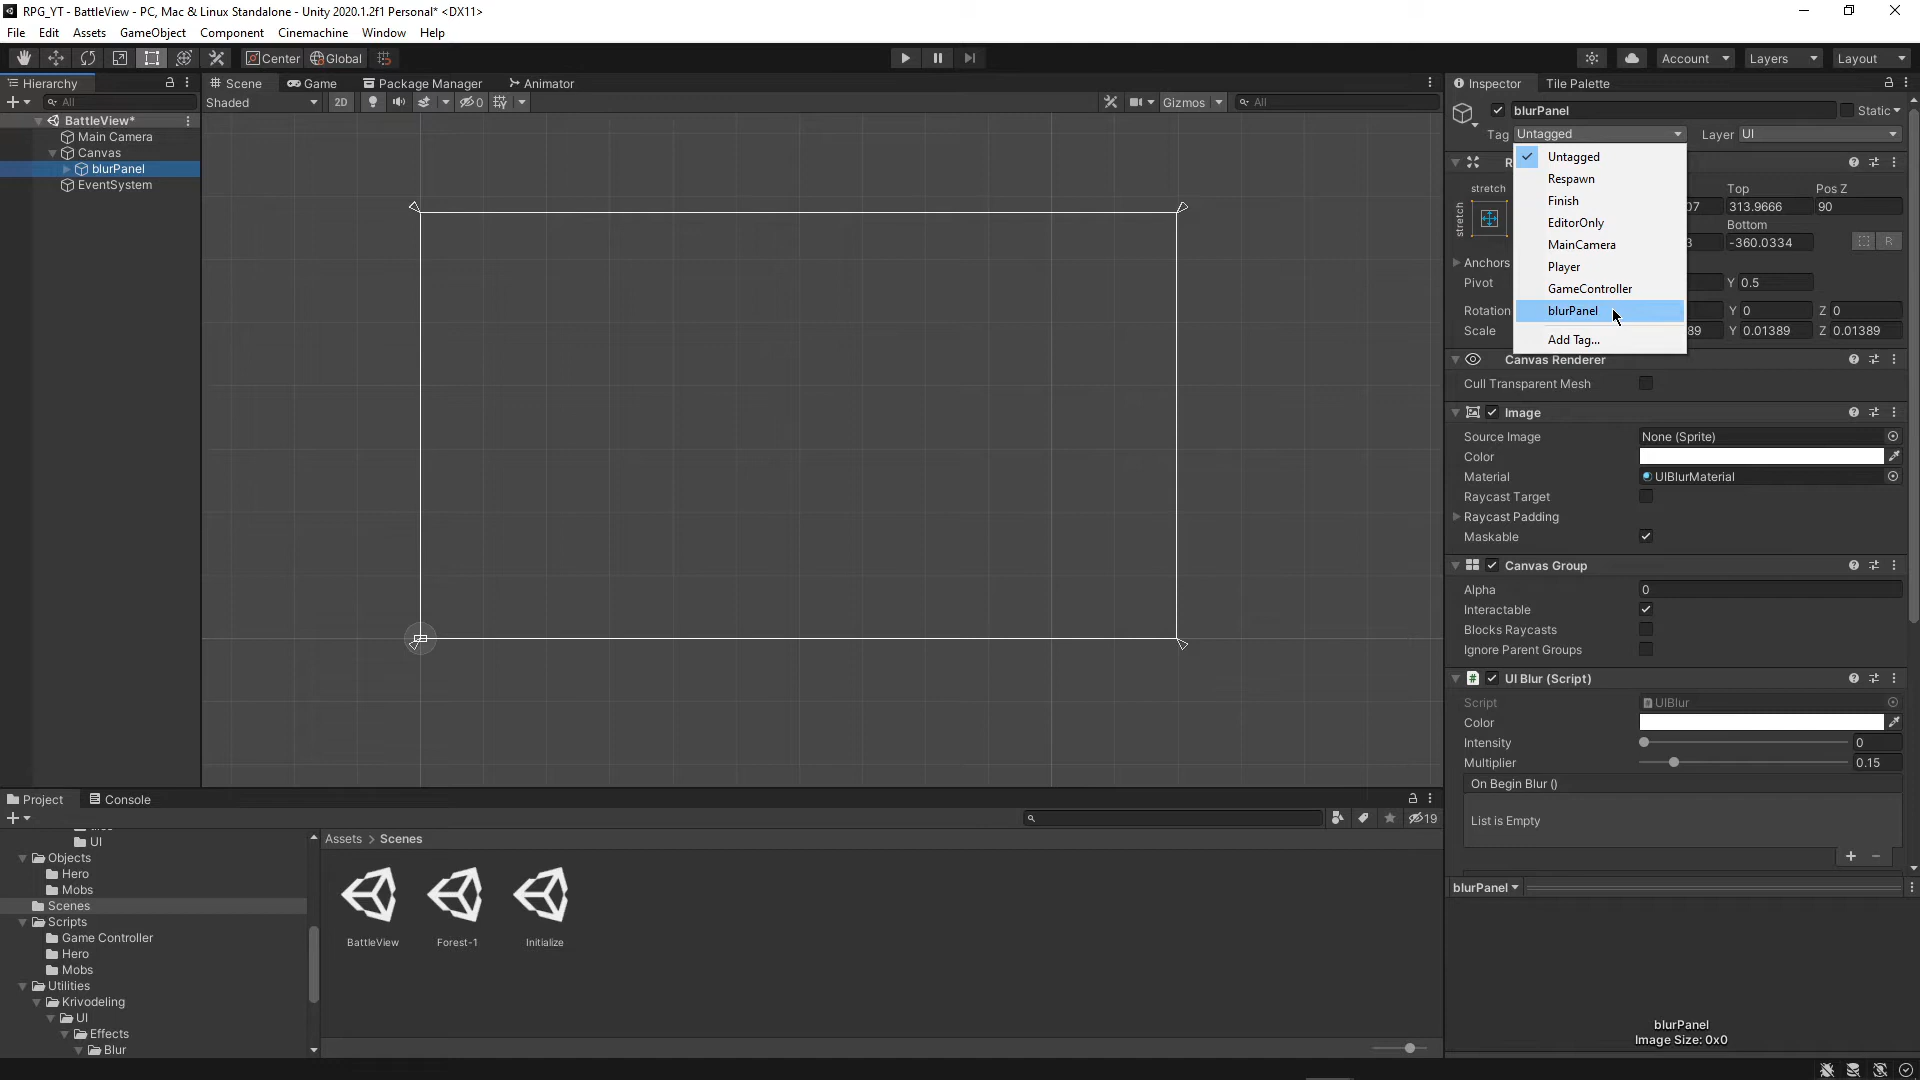 RPG_YT - BattleView - PC, Mac & Linux Standalone - Unity 2020.1.2f1 Personal* <DX11>
File Edit Assets GameObject Component Cinemachine Window Help
Center Global Account Layers Layout
Hierarchy
All
BattleView*
Main Camera
Canvas
blurPanel
EventSystem
Scene Game Package Manager Animator
Shaded 2D 0 Gizmos All
Inspector Tile Palette
blurPanel Static
Tag Untagged Layer UI
Untagged
Respawn
Finish
EditorOnly
MainCamera
Player
GameController
blurPanel
Add Tag...
stretch Top Pos Z
stretch 07 313.9666 90
Bottom
3 -360.0334 R
Anchors
Pivot Y 0.5
Rotation Y 0 Z 0
Scale 89 Y 0.01389 Z 0.01389
Canvas Renderer
Cull Transparent Mesh
Image
Source Image None (Sprite)
Color
Material UIBlurMaterial
Raycast Target
Raycast Padding
Maskable
Canvas Group
Alpha 0
Interactable
Blocks Raycasts
Ignore Parent Groups
UI Blur (Script)
Script UIBlur
Color
Intensity 0
Multiplier 0.15
On Begin Blur ()
List is Empty
blurPanel
blurPanel
Image Size: 0x0
Project Console
19
UI
Objects
Hero
Mobs
Scenes
Scripts
Game Controller
Hero
Mobs
Utilities
Krivodeling
UI
Effects
Blur
Assets > Scenes
BattleView Forest-1 Initialize